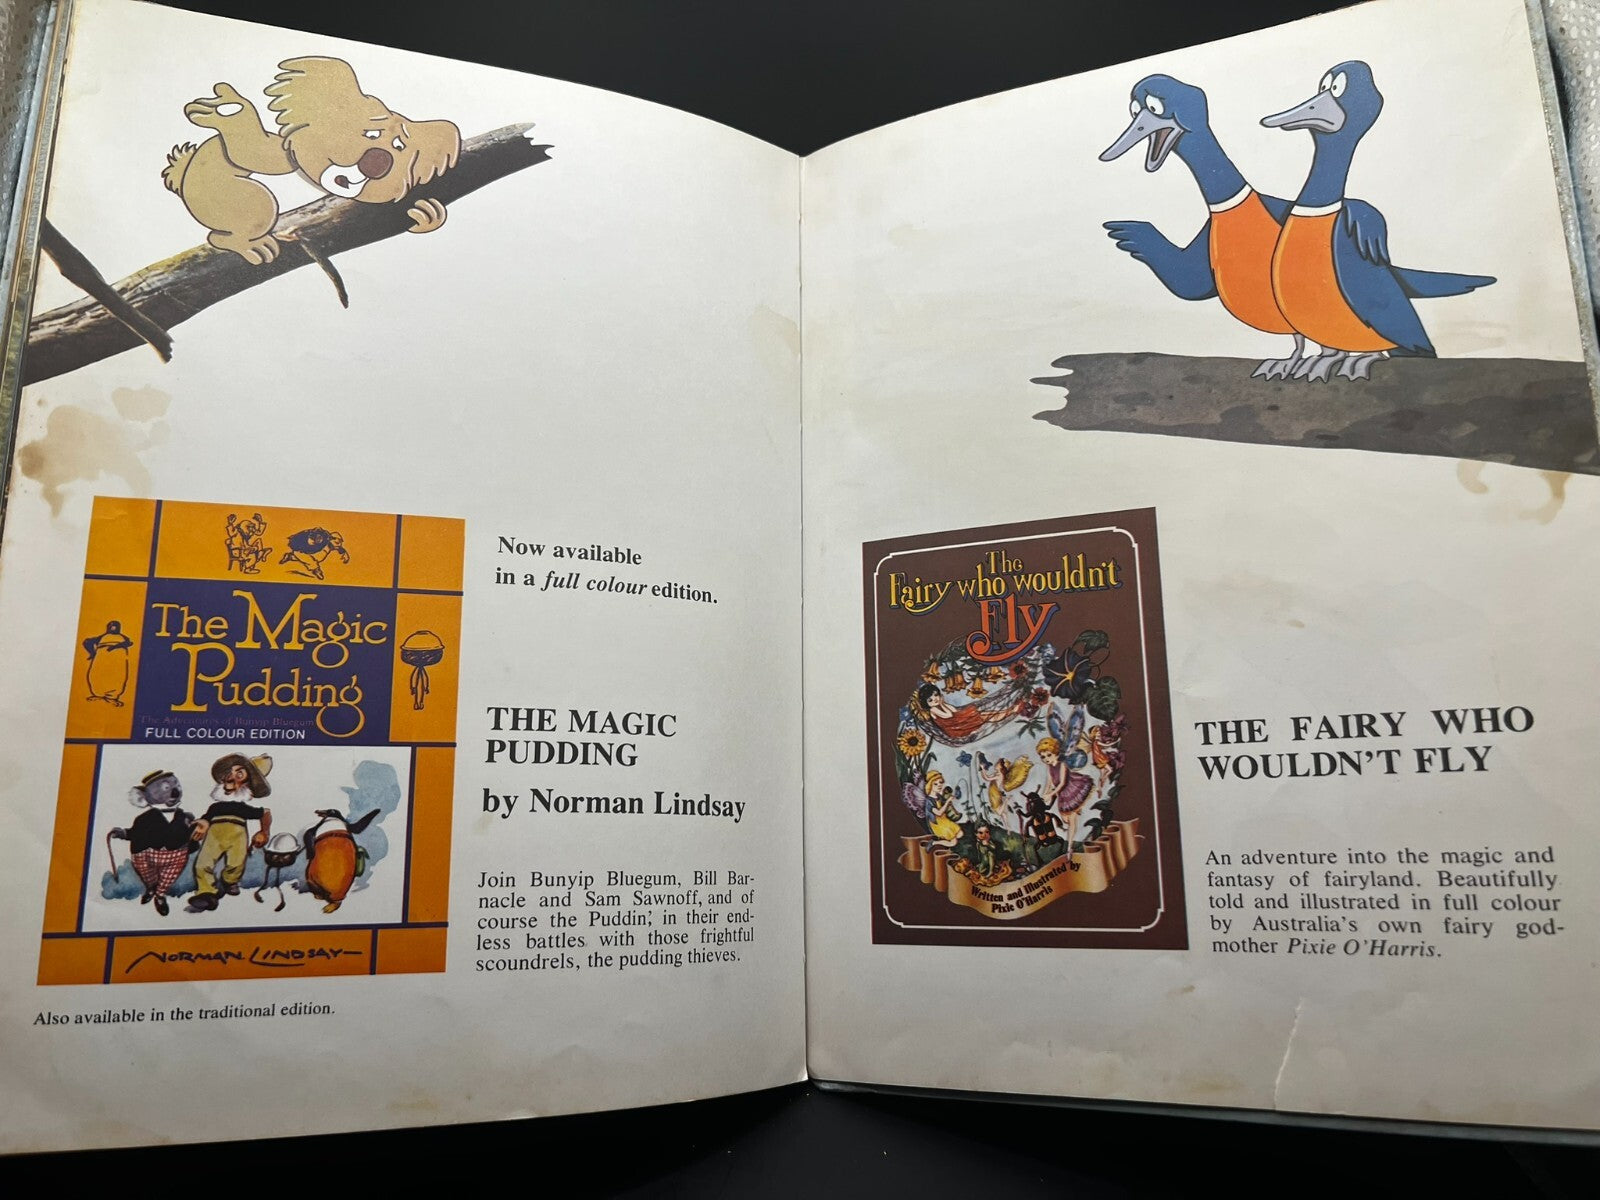 The Magic
Pudding
The Adventures of Bunyip Bluegum
FULL COLOUR EDITION
NORMAN LINDSAY
Also available in the traditional edition.
Now available
in a full colour edition.
THE MAGIC
PUDDING
by Norman Lindsay
Join Bunyip Bluegum, Bill Bar-
nacle and Sam Sawnoff, and of
course the Puddin', in their end-
less battles with those frightful
scoundrels, the pudding thieves.
The
Fairy who wouldn't
Fly
Written and Illustrated by
Pixie O'Harris
THE FAIRY WHO
WOULDN'T FLY
An adventure into the magic and
fantasy of fairyland. Beautifully
told and illustrated in full colour
by Australia's own fairy god-
mother Pixie O'Harris.